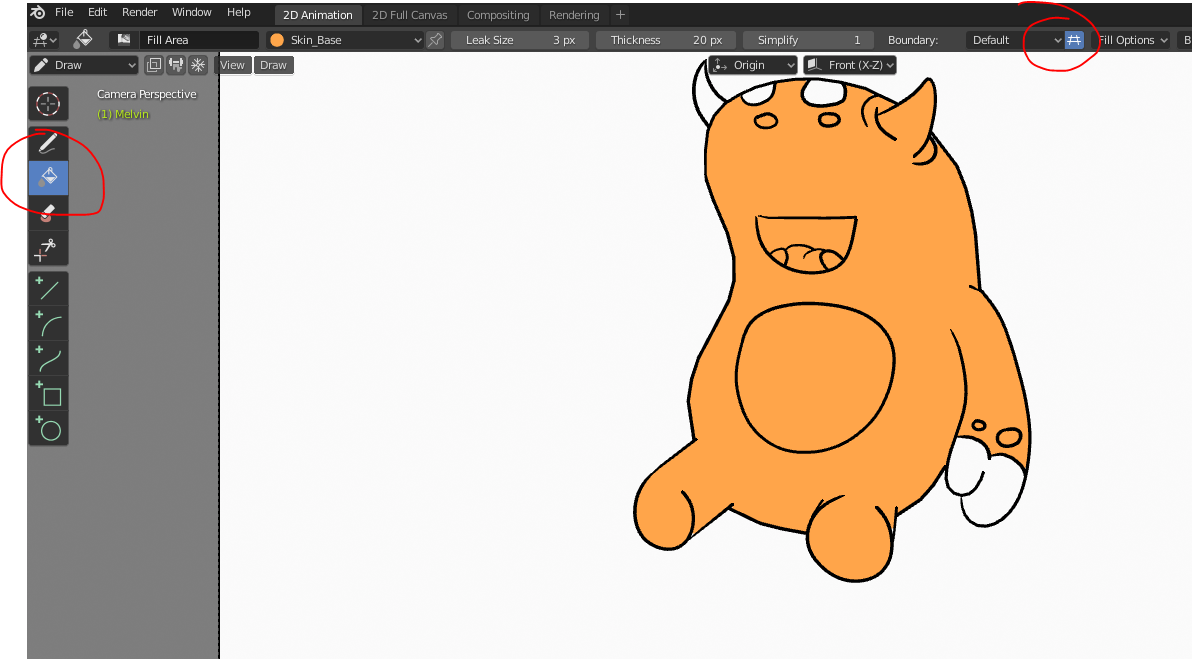 File Edit Render Window Help 2D Animation 2D Full Canvas Compositing Rendering
Fill Area Skin_Base Leak Size 3 px Thickness 20 px Simplify 1 Boundary: Default Fill Options B
Draw View Draw Origin Front (X-Z)
Camera Perspective
(1) Melvin